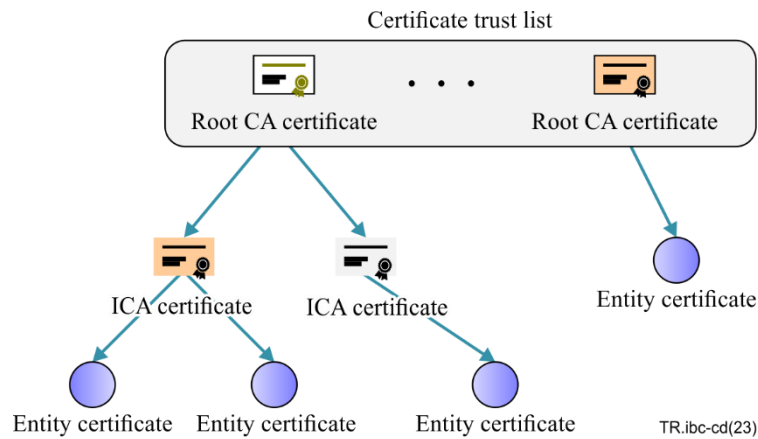 Certificate trust list
. . .
Root CA certificate
Root CA certificate
ICA certificate
ICA certificate
Entity certificate
Entity certificate
Entity certificate
Entity certificate
TR.ibc-cd(23)